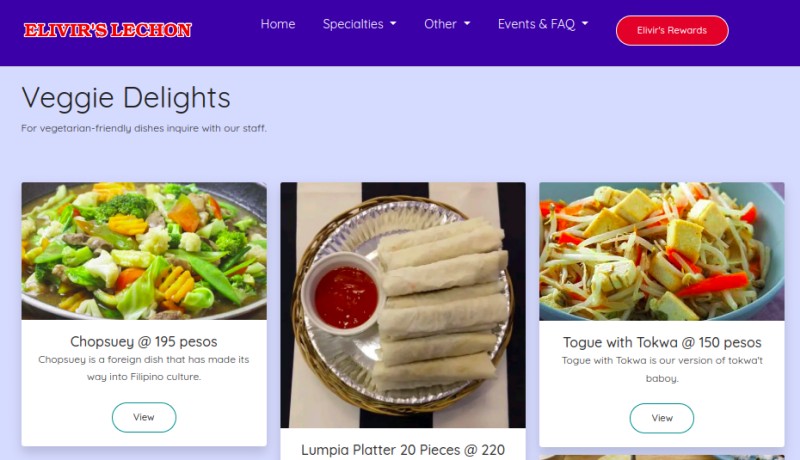 ELIVIR'S LECHON
Home
Specialties
Other
Events & FAQ
Elivir's Rewards
Veggie Delights
For vegetarian-friendly dishes inquire with our staff.
Chopsuey @ 195 pesos
Chopsuey is a foreign dish that has made its
way into Filipino culture.
View
Lumpia Platter 20 Pieces @ 220
Togue with Tokwa @ 150 pesos
Togue with Tokwa is our version of tokwa't
baboy.
View